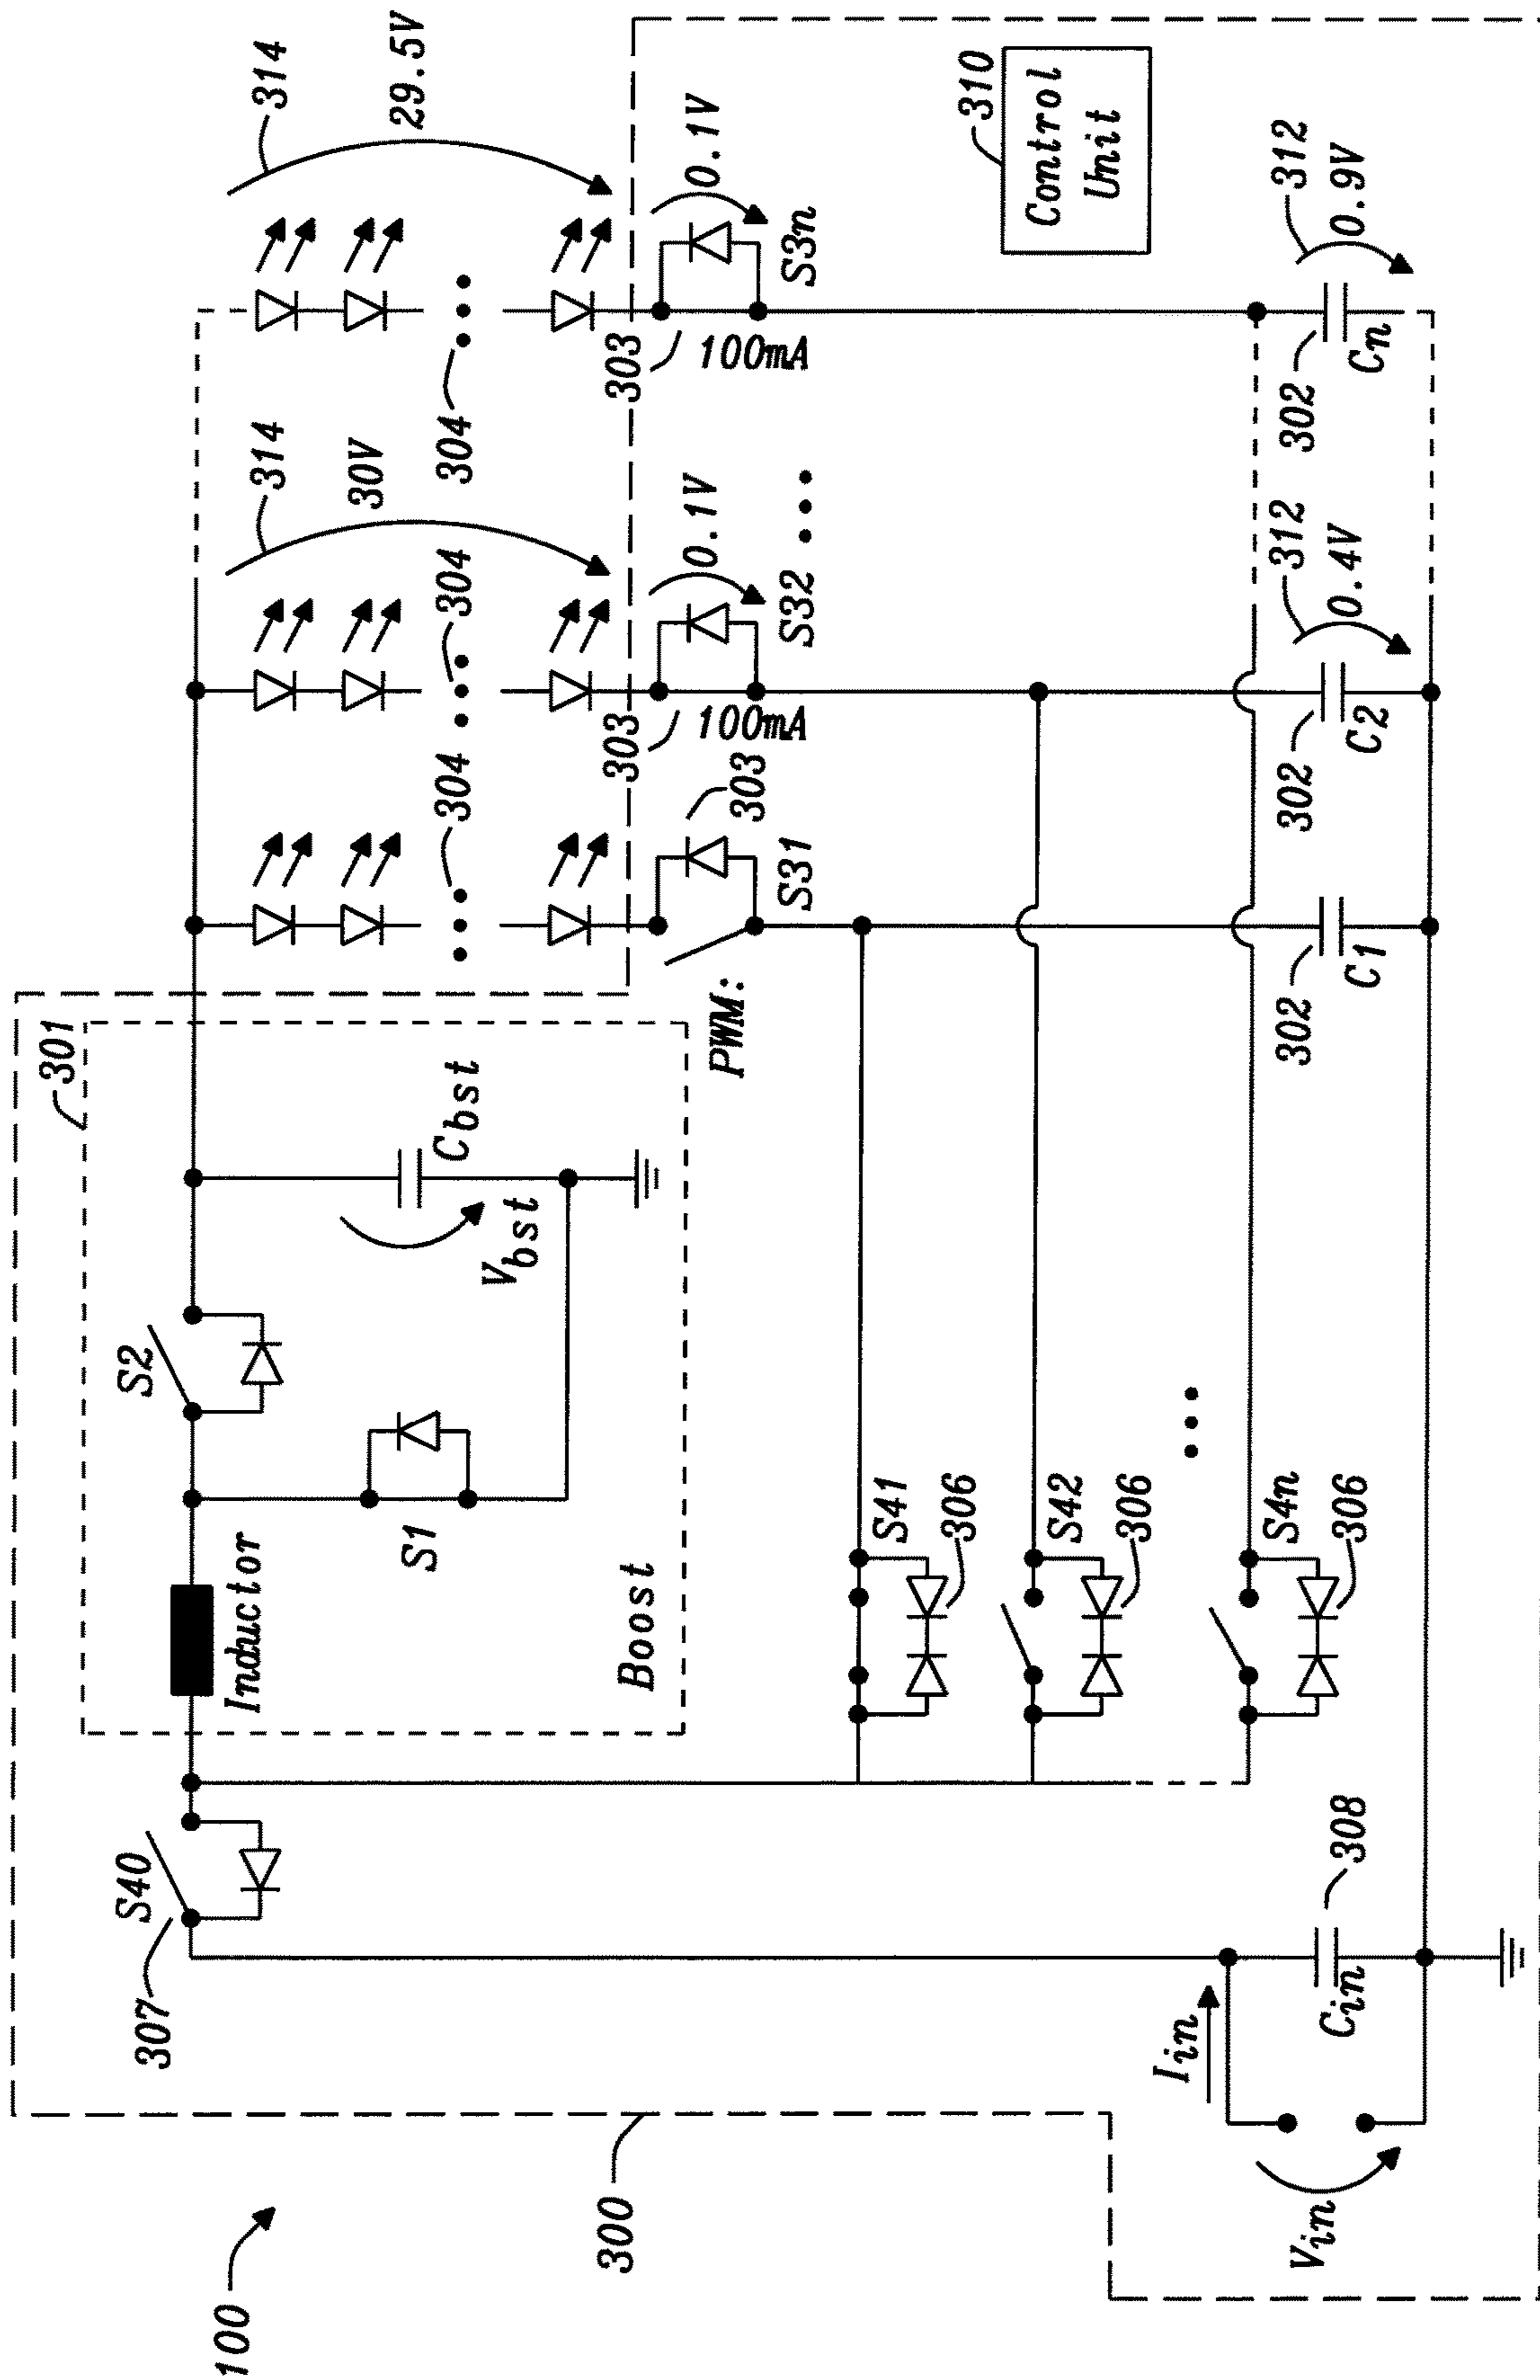 100
300
301
307
S40
Inductor
S1
S2
Cbst
Vbst
Boost
304
304
304
314
30V
314
29.5V
PWM:
S31
303
303
100mA
0.1V
S32
303
100mA
0.1V
S3n
310
Control
Unit
S41
306
S42
306
S4n
306
Iin
Vin
Cin
308
302
C1
302
C2
312
0.4V
302
Cn
312
0.9V